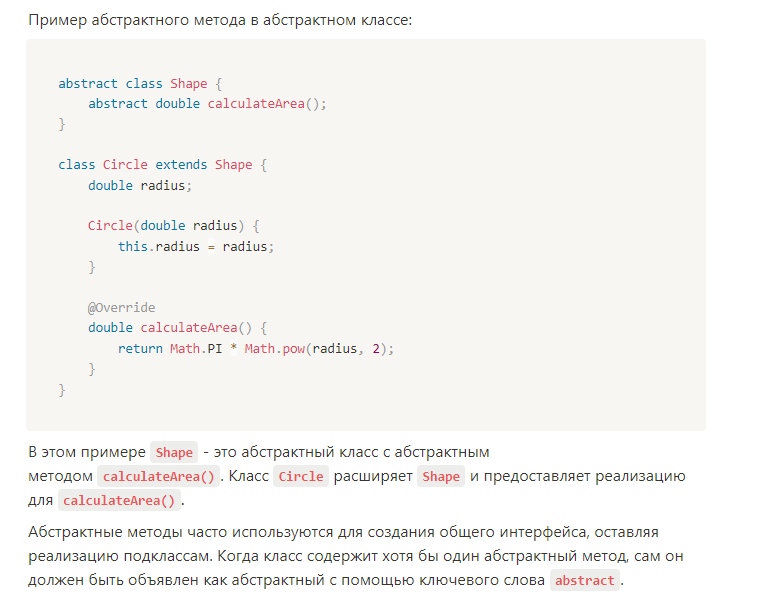 Пример абстрактного метода в абстрактном классе:
abstract class Shape {
    abstract double calculateArea();
}
class Circle extends Shape {
    double radius;
    Circle(double radius) {
        this.radius = radius;
    }
    @Override
    double calculateArea() {
        return Math.PI * Math.pow(radius, 2);
    }
}
В этом примере Shape - это абстрактный класс с абстрактным
методом calculateArea(). Класс Circle расширяет Shape и предоставляет реализацию
для calculateArea().
Абстрактные методы часто используются для создания общего интерфейса, оставляя
реализацию подклассам. Когда класс содержит хотя бы один абстрактный метод, сам он
должен быть объявлен как абстрактный с помощью ключевого слова abstract.